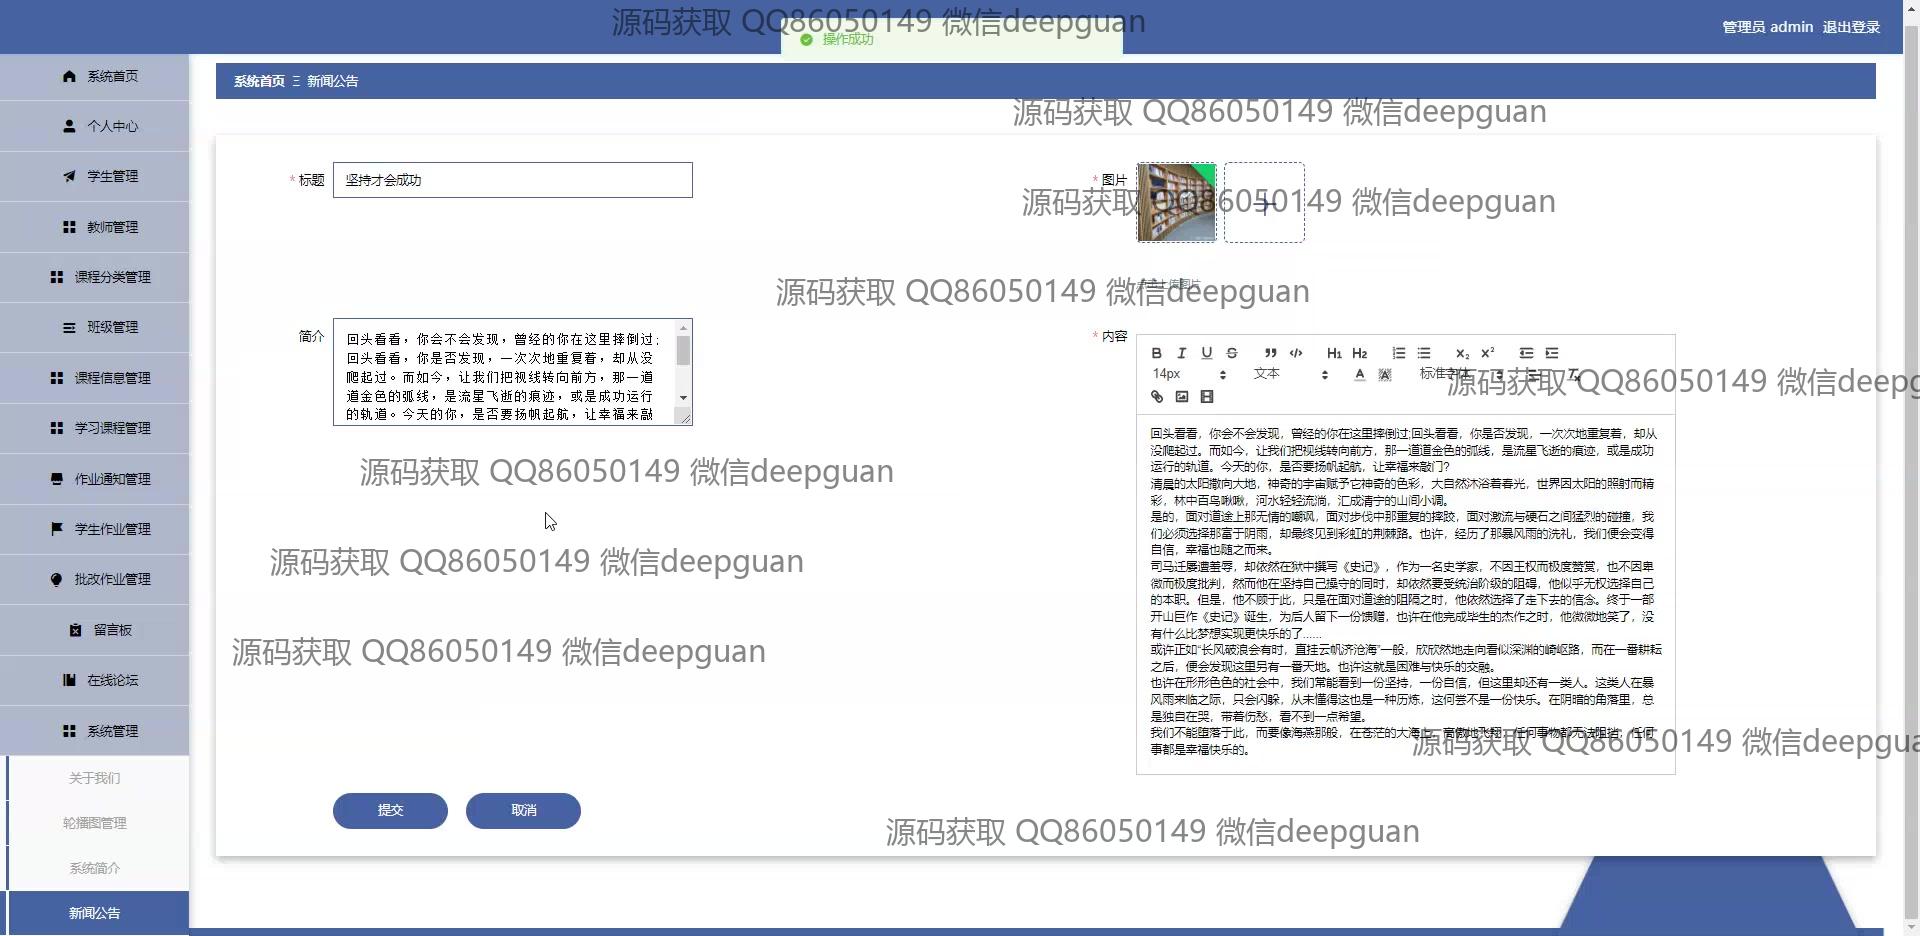 源码获取 QQ86050149 微信deepguan
操作成功
管理员 admin 退出登录
系统首页
个人中心
学生管理
教师管理
课程分类管理
班级管理
课程信息管理
学习课程管理
作业通知管理
学生作业管理
批改作业管理
留言板
在线论坛
系统管理
关于我们
轮播图管理
系统简介
新闻公告
系统首页 Ξ 新闻公告
源码获取 QQ86050149 微信deepguan
* 标题 坚持才会成功
* 图片
源码获取 QQ86050149 微信deepguan
点击上传图片
源码获取 QQ86050149 微信deepguan
简介
回头看看，你会不会发现，曾经的你在这里摔倒过;
回头看看，你是否发现，一次次地重复着，却从没
爬起过。而如今，让我们把视线转向前方，那一道
道金色的弧线，是流星飞逝的痕迹，或是成功运行
的轨道。今天的你，是否要扬帆起航，让幸福来敲
* 内容
B I U S ” </> H1 H2 X₂ X²
14px 文本 A A 标准字体 Tx
源码获取 QQ86050149 微信deepg
回头看看，你会不会发现，曾经的你在这里摔倒过;回头看看，你是否发现，一次次地重复着，却从
没爬起过。而如今，让我们把视线转向前方，那一道道金色的弧线，是流星飞逝的痕迹，或是成功
运行的轨道。今天的你，是否要扬帆起航，让幸福来敲门?
清晨的太阳撒向大地，神奇的宇宙赋予它神奇的色彩，大自然沐浴着春光，世界因太阳的照射而精
彩，林中百鸟啾啾，河水轻轻流淌，汇成清宁的山间小调。
是的，面对道途上那无情的嘲讽，面对步伐中那重复的摔跤，面对激流与硬石之间猛烈的碰撞，我
们必须选择那富于阴雨，却最终见到彩虹的荆棘路。也许，经历了那暴风雨的洗礼，我们便会变得
自信，幸福也随之而来。
司马迁屡遭羞辱，却依然在狱中撰写《史记》，作为一名史学家，不因王权而极度赞赏，也不因卑
微而极度批判，然而他在坚持自己操守的同时，却依然要受统治阶级的阻碍，他似乎无权选择自己
的本职。但是，他不顾于此，只是在面对道途的阻隔之时，他依然选择了走下去的信念。终于一部
开山巨作《史记》诞生，为后人留下一份馈赠，也许在他完成毕生的杰作之时，他微微地笑了，没
有什么比梦想实现更快乐的了……
或许正如“长风破浪会有时，直挂云帆济沧海”一般，欣欣然地走向看似深渊的崎岖路，而在一番耕耘
之后，便会发现这里另有一番天地。也许这就是困难与快乐的交融。
也许在形形色色的社会中，我们常能看到一份坚持，一份自信，但这里却还有一类人。这类人在暴
风雨来临之际，只会闪躲，从未懂得这也是一种历炼，这何尝不是一份快乐。在阴暗的角落里，总
是独自在哭，带着伤愁，看不到一点希望。
我们不能堕落于此，而要像海燕那般，在苍茫的大海上，高傲地飞翔，任何事物都无法阻挡，任何
事都是幸福快乐的。
源码获取 QQ86050149 微信deepgua
源码获取 QQ86050149 微信deepguan
源码获取 QQ86050149 微信deepguan
源码获取 QQ86050149 微信deepguan
提交 取消
源码获取 QQ86050149 微信deepguan